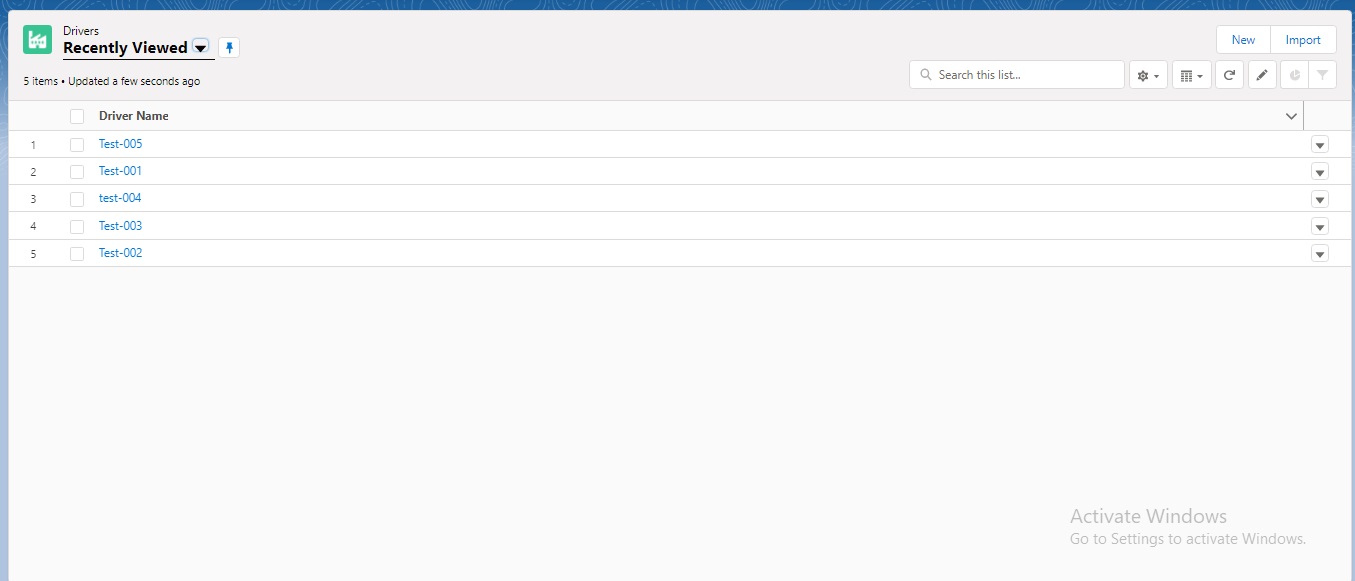 Drivers
Recently Viewed
New
Import
5 items • Updated a few seconds ago
Search this list...
Driver Name
1 Test-005
2 Test-001
3 test-004
4 Test-003
5 Test-002
Activate Windows
Go to Settings to activate Windows.